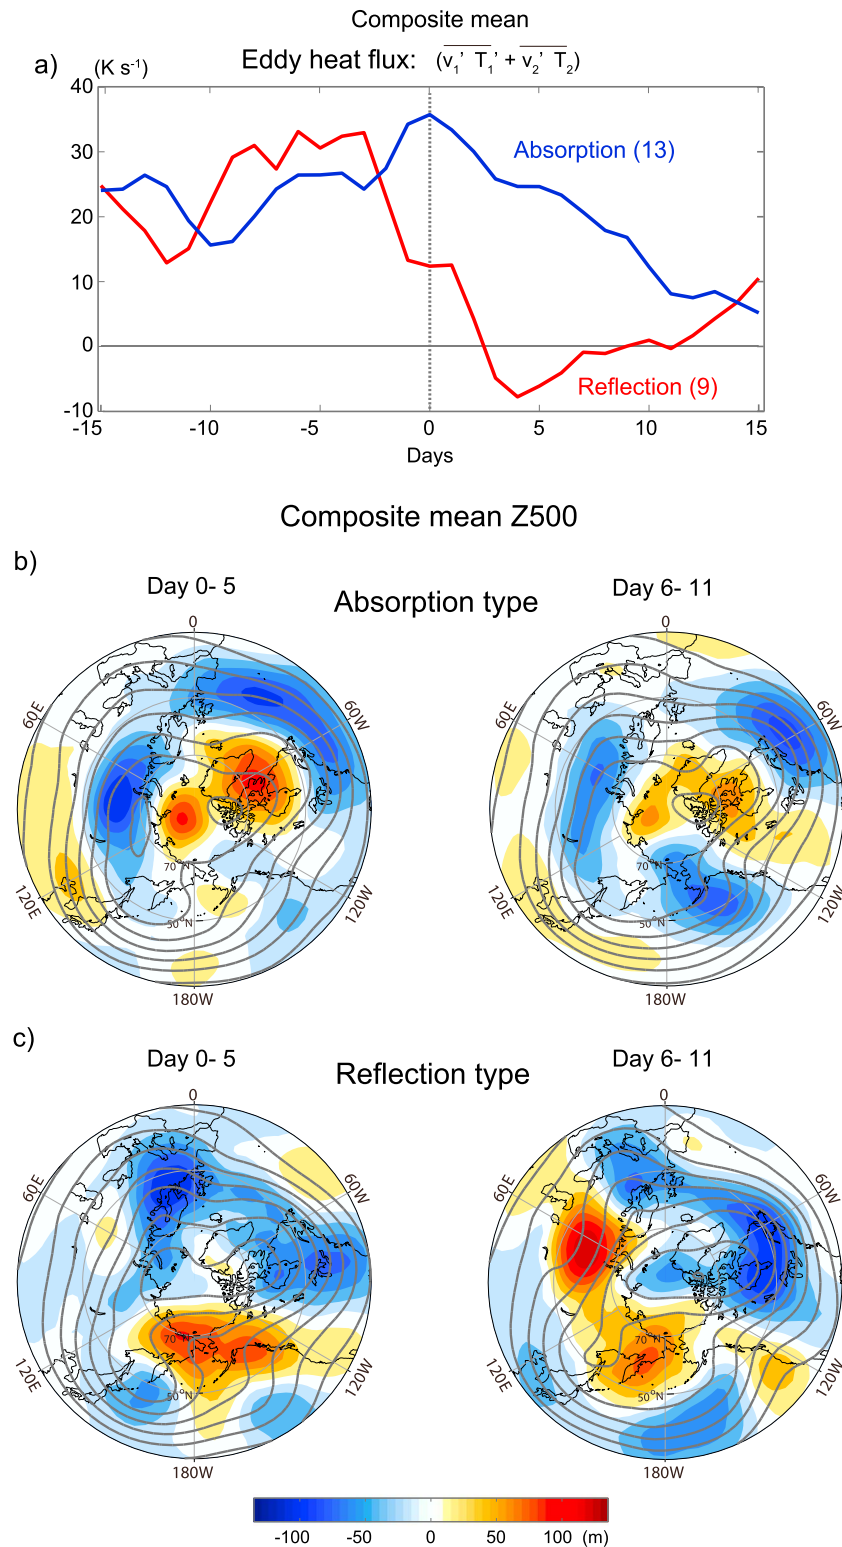 Composite mean
a) (K s⁻¹) Eddy heat flux: (v₁' T₁' + v₂' T₂)
40
30
20
10
0
-10
Absorption (13)
Reflection (9)
-15 -10 -5 0 5 10 15
Days
Composite mean Z500
b)
Day 0- 5 Absorption type Day 6- 11
0 0
60E 60W 60E 60W
70°N 70°N
50°N 50°N
120E 120W 120E 120W
180W 180W
c)
Day 0- 5 Reflection type Day 6- 11
0 0
60E 60W 60E 60W
70°N 70°N
50°N 50°N
120E 120W 120E 120W
180W 180W
-100 -50 0 50 100 (m)